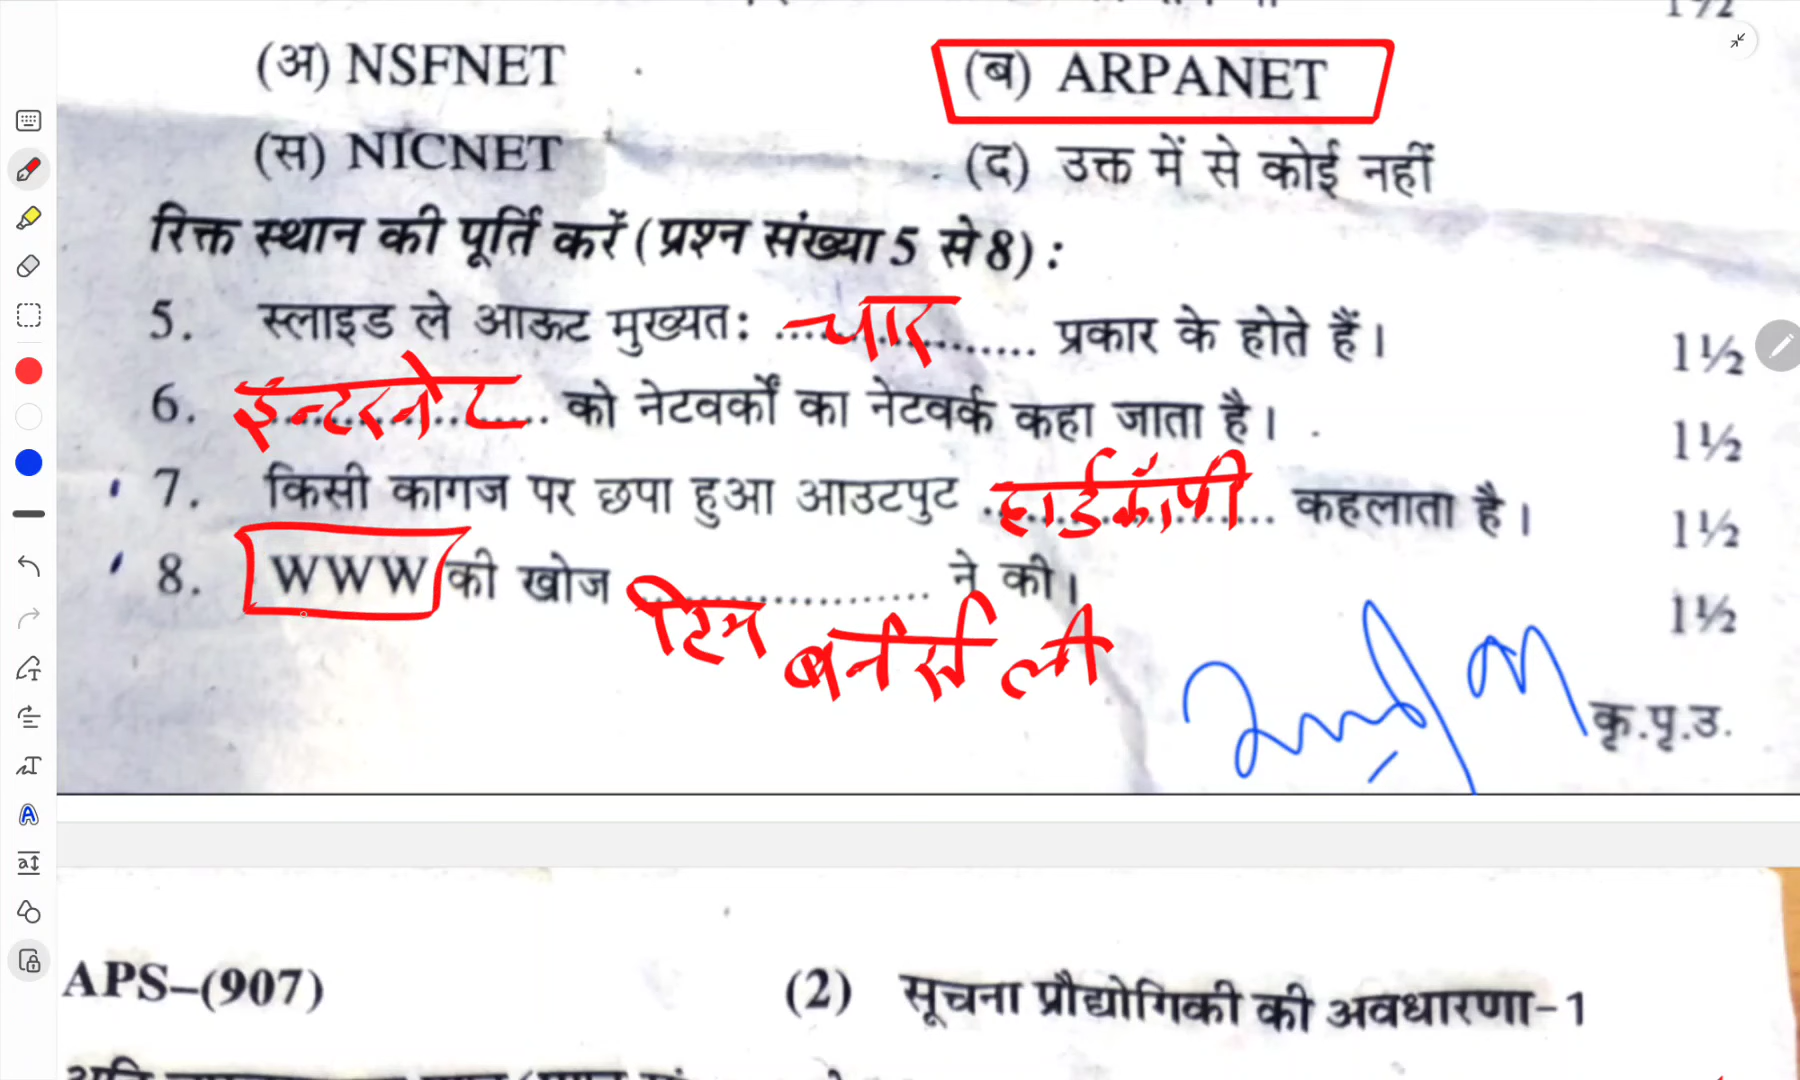 (अ) NSFNET (ब) ARPANET
(स) NICNET (द) उक्त में से कोई नहीं
रिक्त स्थान की पूर्ति करें (प्रश्न संख्या 5 से 8) :
5. स्लाइड ले आऊट मुख्यत: चार प्रकार के होते हैं। 1½
6. इन्टरनेट को नेटवर्कों का नेटवर्क कहा जाता है। 1½
7. किसी कागज पर छपा हुआ आउटपुट हार्डकॉपी कहलाता है। 1½
8. WWW की खोज ने की। 1½
टिम बर्नर्स ली
कृ.पृ.उ.
APS–(907) (2) सूचना प्रौद्योगिकी की अवधारणा-1